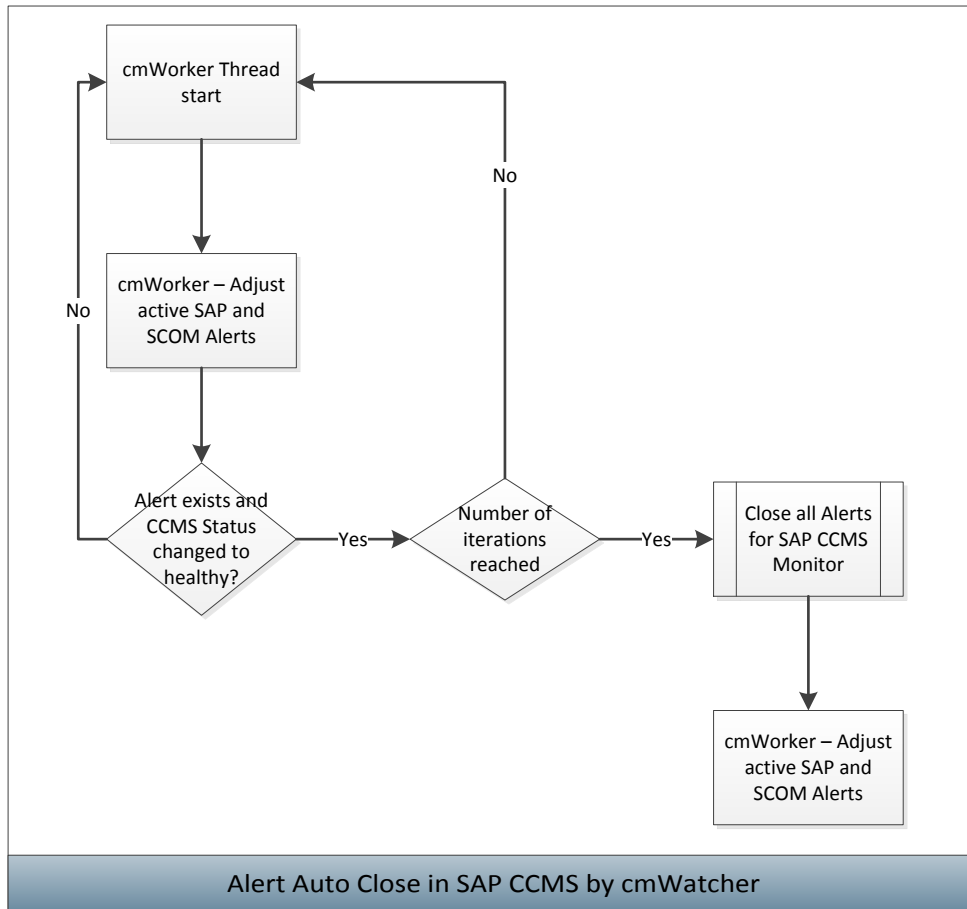 cmWorker Thread
start
No
No
cmWorker – Adjust
active SAP and
SCOM Alerts
Alert exists and
CCMS Status
changed to
healthy?
Yes
Number of
iterations
reached
Yes
Close all Alerts
for SAP CCMS
Monitor
cmWorker – Adjust
active SAP and
SCOM Alerts
Alert Auto Close in SAP CCMS by cmWatcher